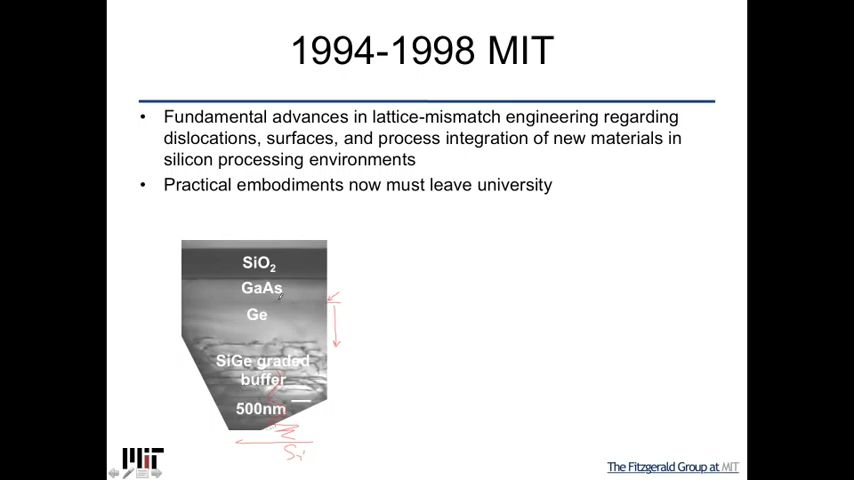 1994-1998 MIT
• Fundamental advances in lattice-mismatch engineering regarding
dislocations, surfaces, and process integration of new materials in
silicon processing environments
• Practical embodiments now must leave university
SiO₂
GaAs
Ge
SiGe graded
buffer
500nm
Si
MIT
The Fitzgerald Group at MIT